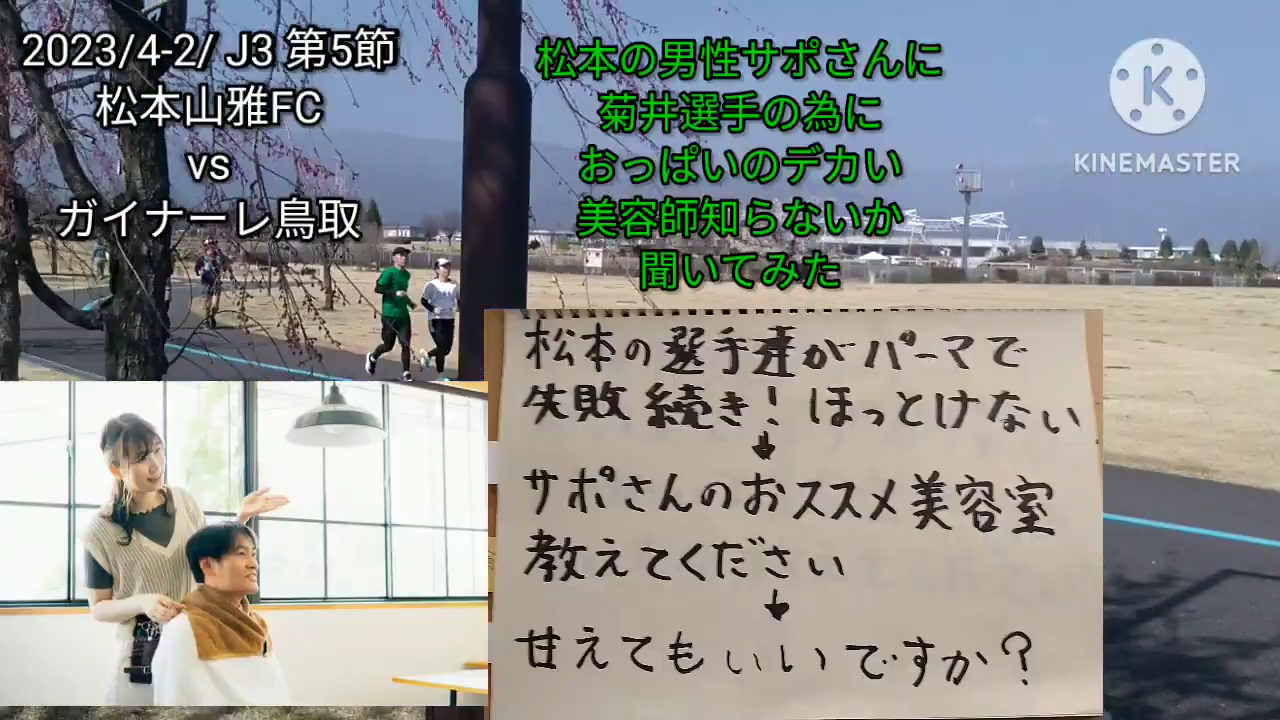 2023/4-2/ J3 第5節
松本山雅FC
vs
ガイナーレ鳥取
松本の男性サポさんに
菊井選手の為に
おっぱいのデカい
美容師知らないか
聞いてみた
K
KINEMASTER
松本の選手達がパーマで
失敗続き！ほっとけない
↓
サポさんのおススメ美容室
教えてください
↓
甘えてもいいですか？